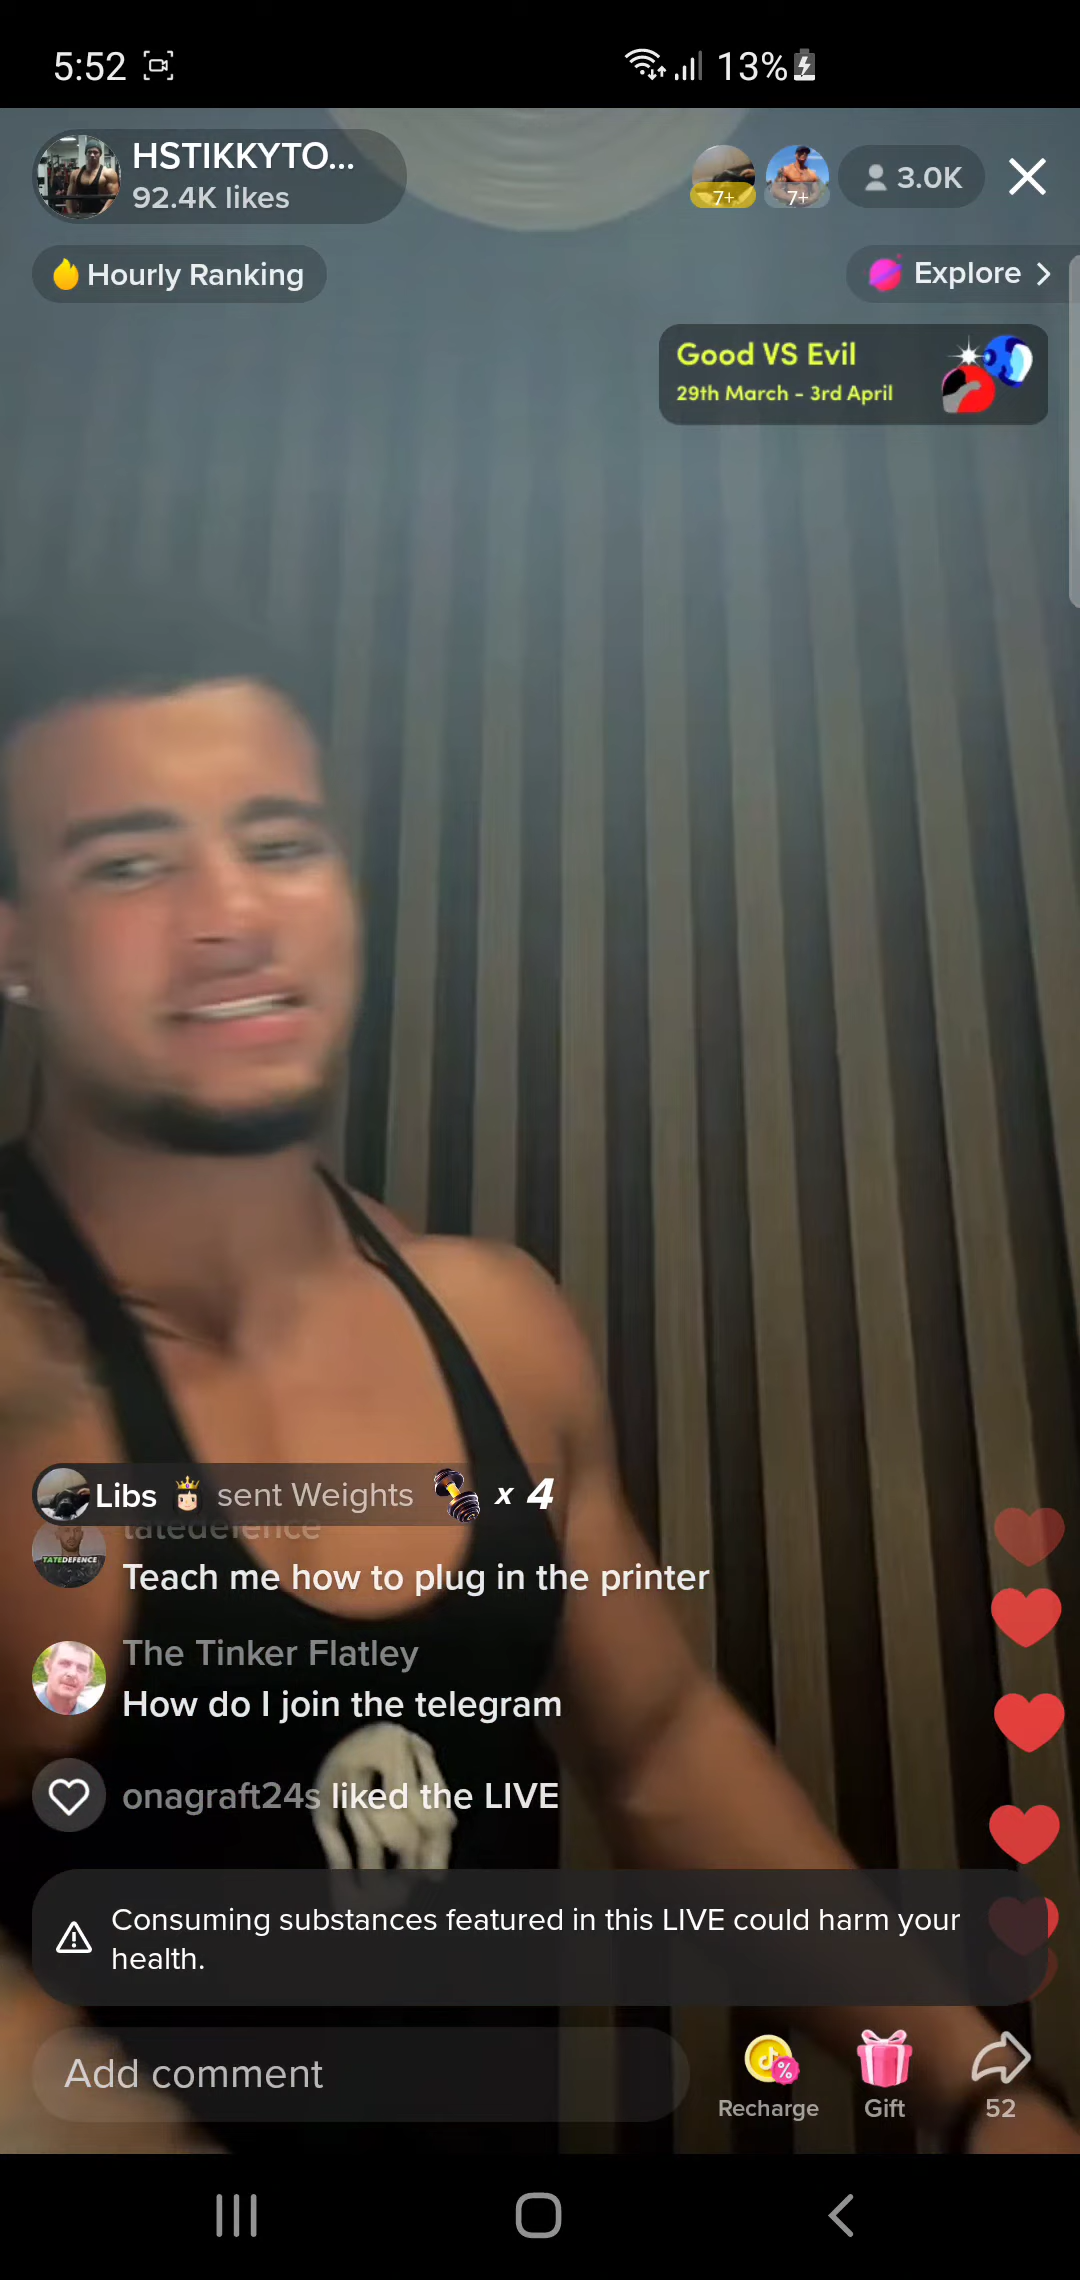 5:52
13%
HSTIKKYTO...
92.4K likes
7+
7+
3.0K
Hourly Ranking
Explore
Good VS Evil
29th March - 3rd April
Libs sent Weights x 4
tatedefence
TATEDEFENCE
Teach me how to plug in the printer
The Tinker Flatley
How do I join the telegram
onagraft24s liked the LIVE
Consuming substances featured in this LIVE could harm your
health.
Add comment
Recharge
Gift
52